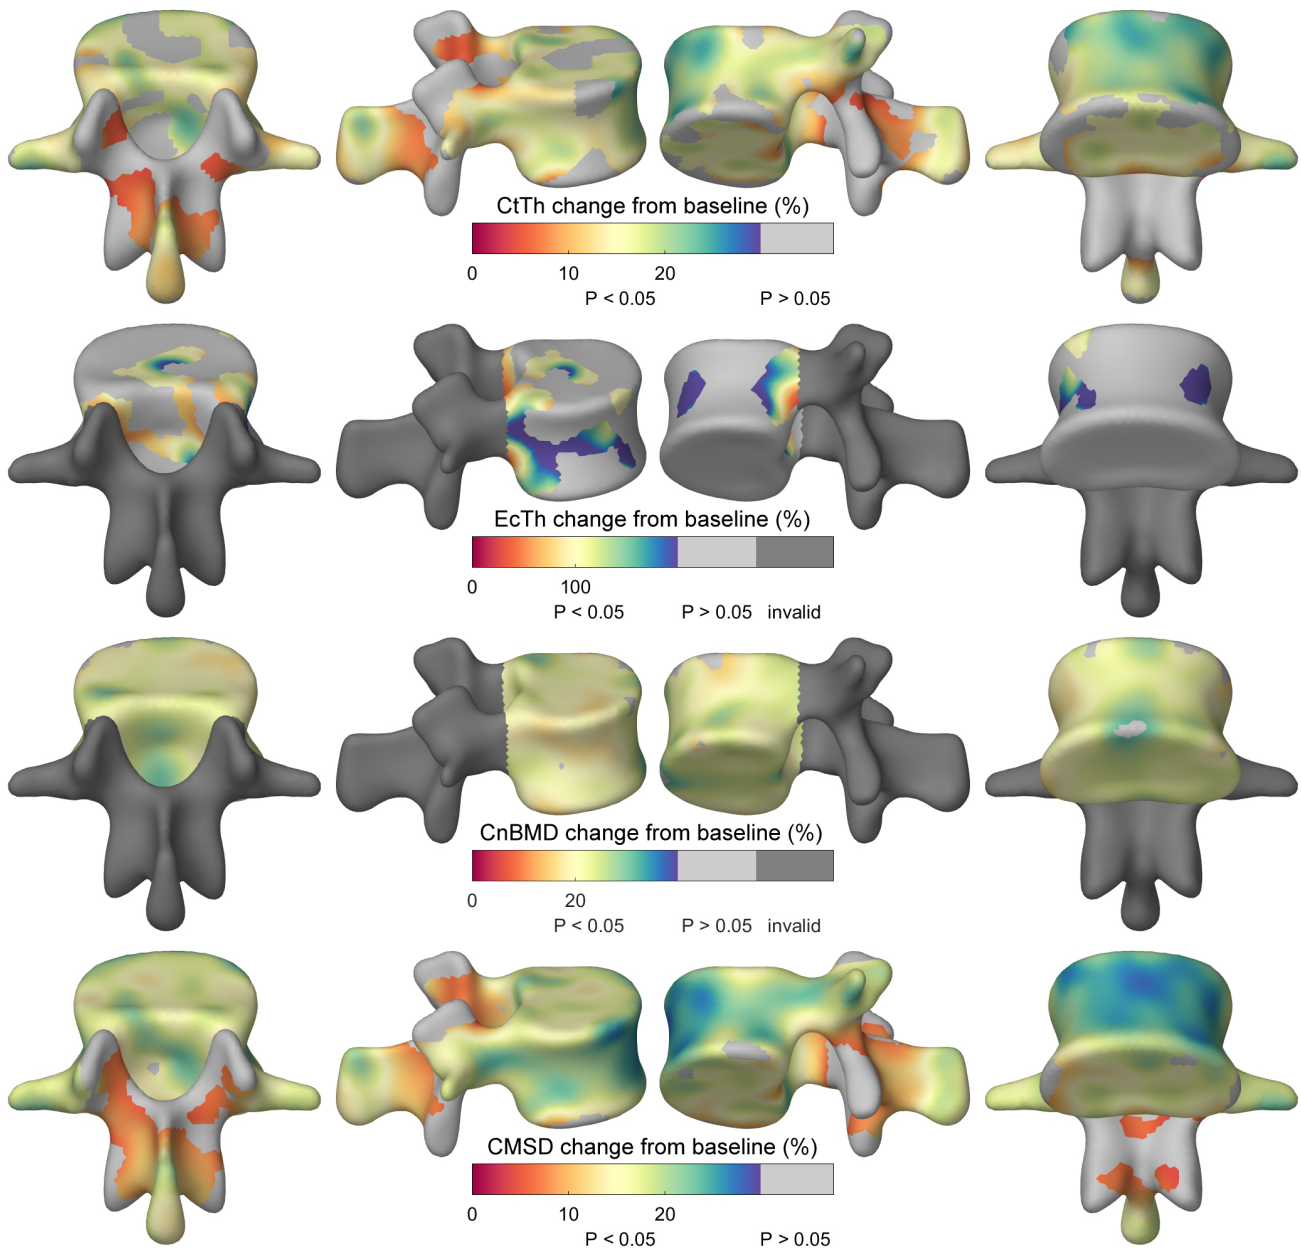 CtTh change from baseline (%)
0 10 20
P < 0.05 P > 0.05
EcTh change from baseline (%)
0 100
P < 0.05 P > 0.05 invalid
CnBMD change from baseline (%)
0 20
P < 0.05 P > 0.05 invalid
CMSD change from baseline (%)
0 10 20
P < 0.05 P > 0.05